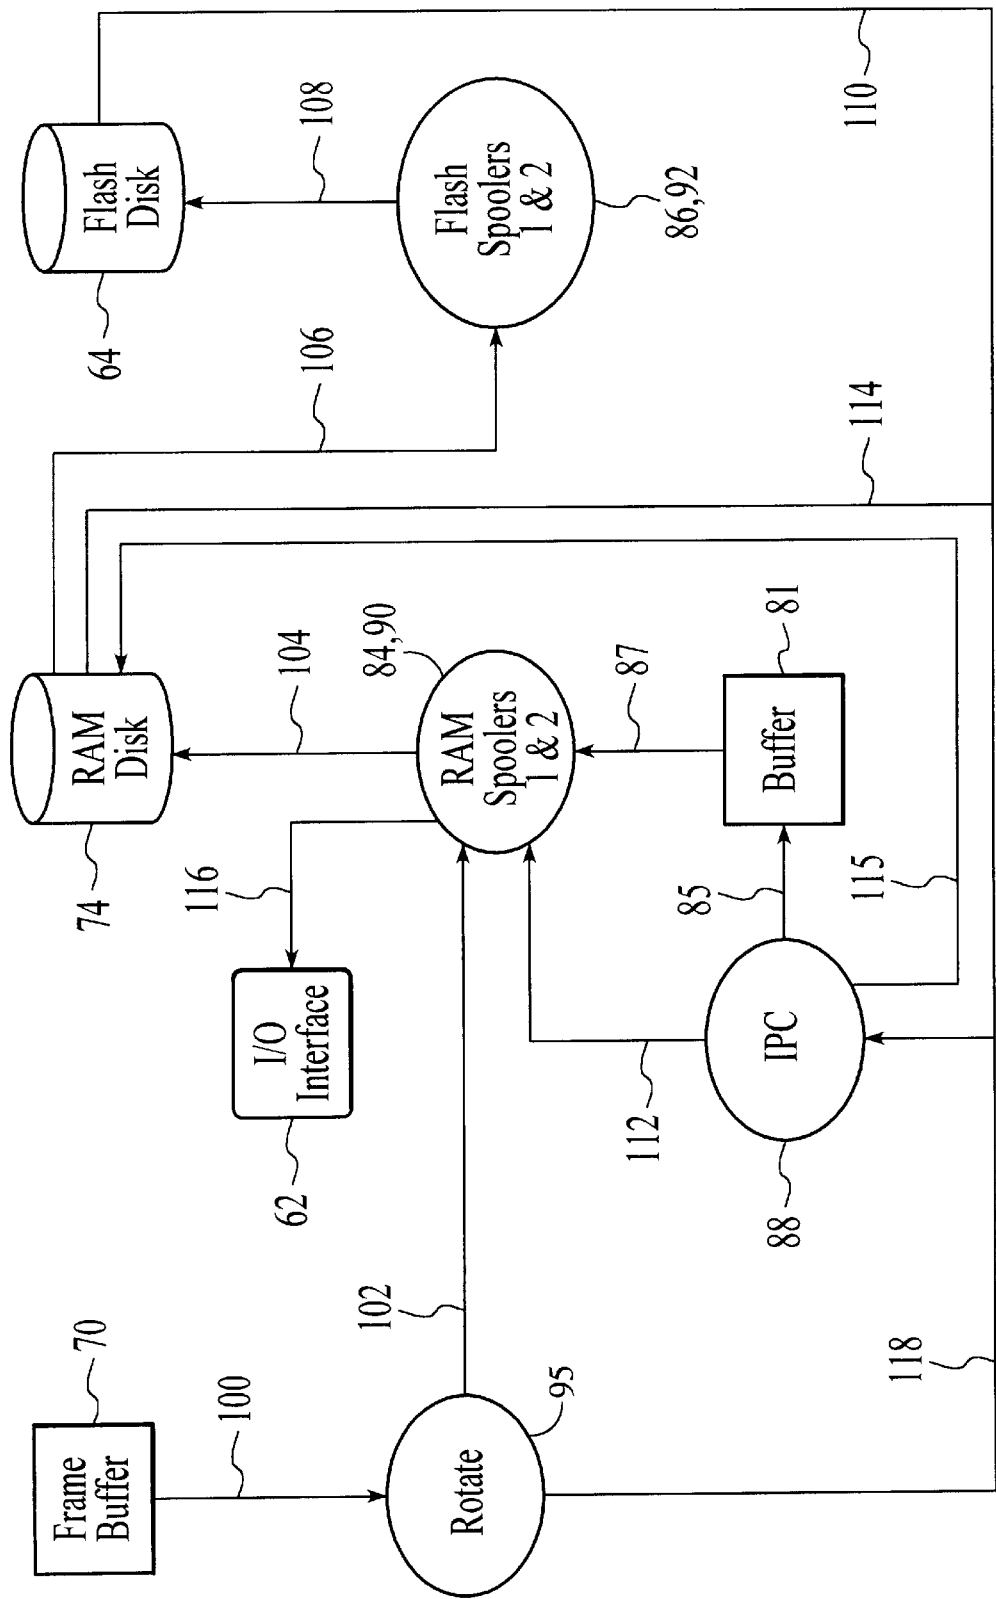 Frame
Buffer
70
100
Rotate
95
102
118
I/O
Interface
62
116
RAM
Disk
74
104
RAM
Spoolers
1 & 2
84,90
87
Buffer
81
85
IPC
88
112
115
114
106
Flash
Disk
64
108
Flash
Spoolers
1 & 2
86,92
110